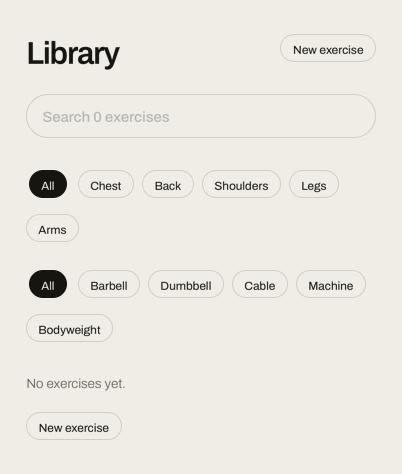 Library
New exercise
Search 0 exercises
All Chest Back Shoulders Legs
Arms
All Barbell Dumbbell Cable Machine
Bodyweight
No exercises yet.
New exercise